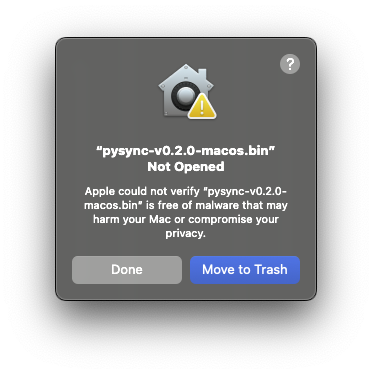 ?
“pysync-v0.2.0-macos.bin”
Not Opened
Apple could not verify “pysync-v0.2.0-
macos.bin” is free of malware that may
harm your Mac or compromise your
privacy.
Done
Move to Trash